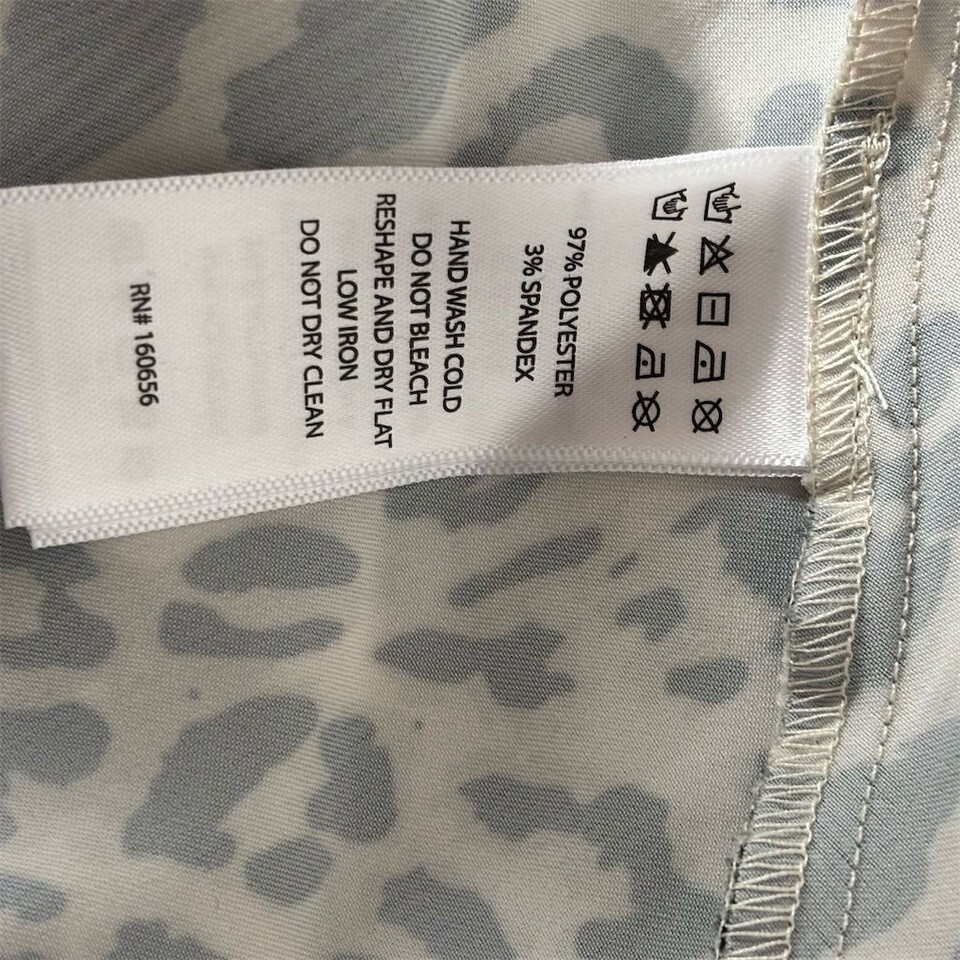 97% POLYESTER
3% SPANDEX
HAND WASH COLD
DO NOT BLEACH
RESHAPE AND DRY FLAT
LOW IRON
DO NOT DRY CLEAN
RN# 160656